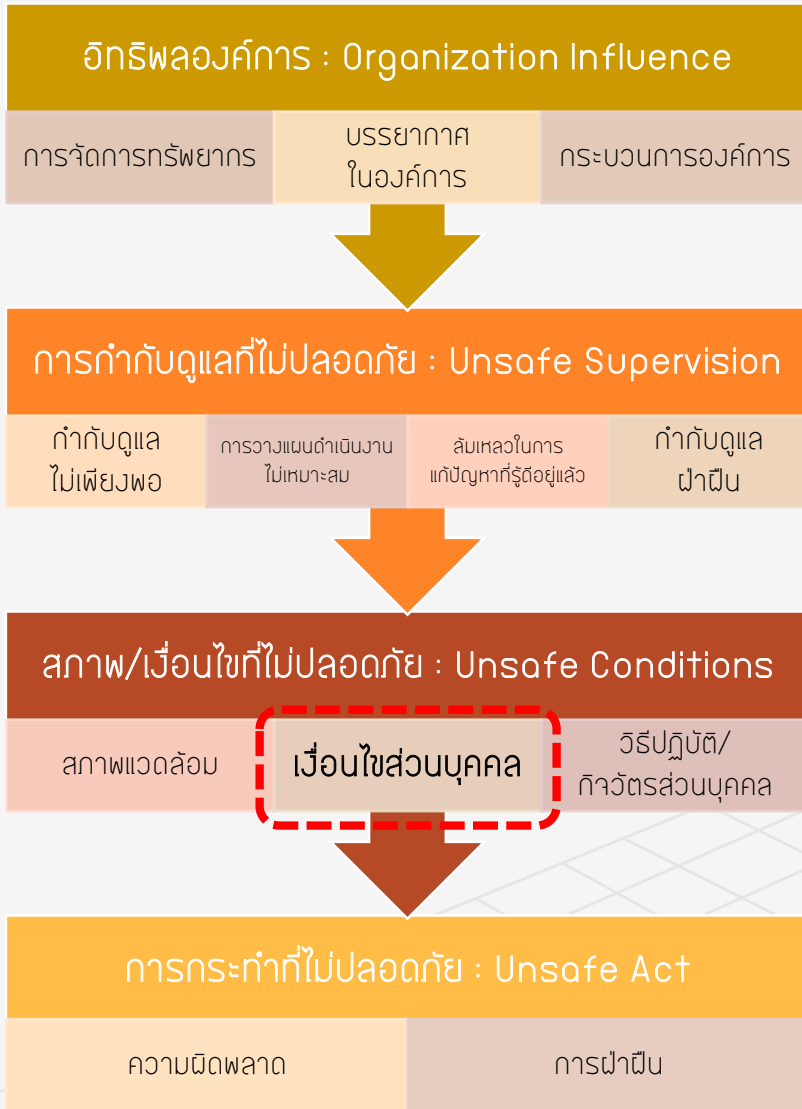 อิทธิพลองค์การ : Organization Influence
การจัดการทรัพยากร
บรรยากาศ
ในองค์การ
กระบวนการองค์การ
การกำกับดูแลที่ไม่ปลอดภัย : Unsafe Supervision
กำกับดูแล
ไม่เพียงพอ
การวางแผนดำเนินงาน
ไม่เหมาะสม
ล้มเหลวในการ
แก้ปัญหาที่รู้ดีอยู่แล้ว
กำกับดูแล
ฝ่าฝืน
สภาพ/เงื่อนไขที่ไม่ปลอดภัย : Unsafe Conditions
สภาพแวดล้อม
เงื่อนไขส่วนบุคคล
วิธีปฏิบัติ/
กิจวัตรส่วนบุคคล
การกระทำที่ไม่ปลอดภัย : Unsafe Act
ความผิดพลาด
การฝ่าฝืน